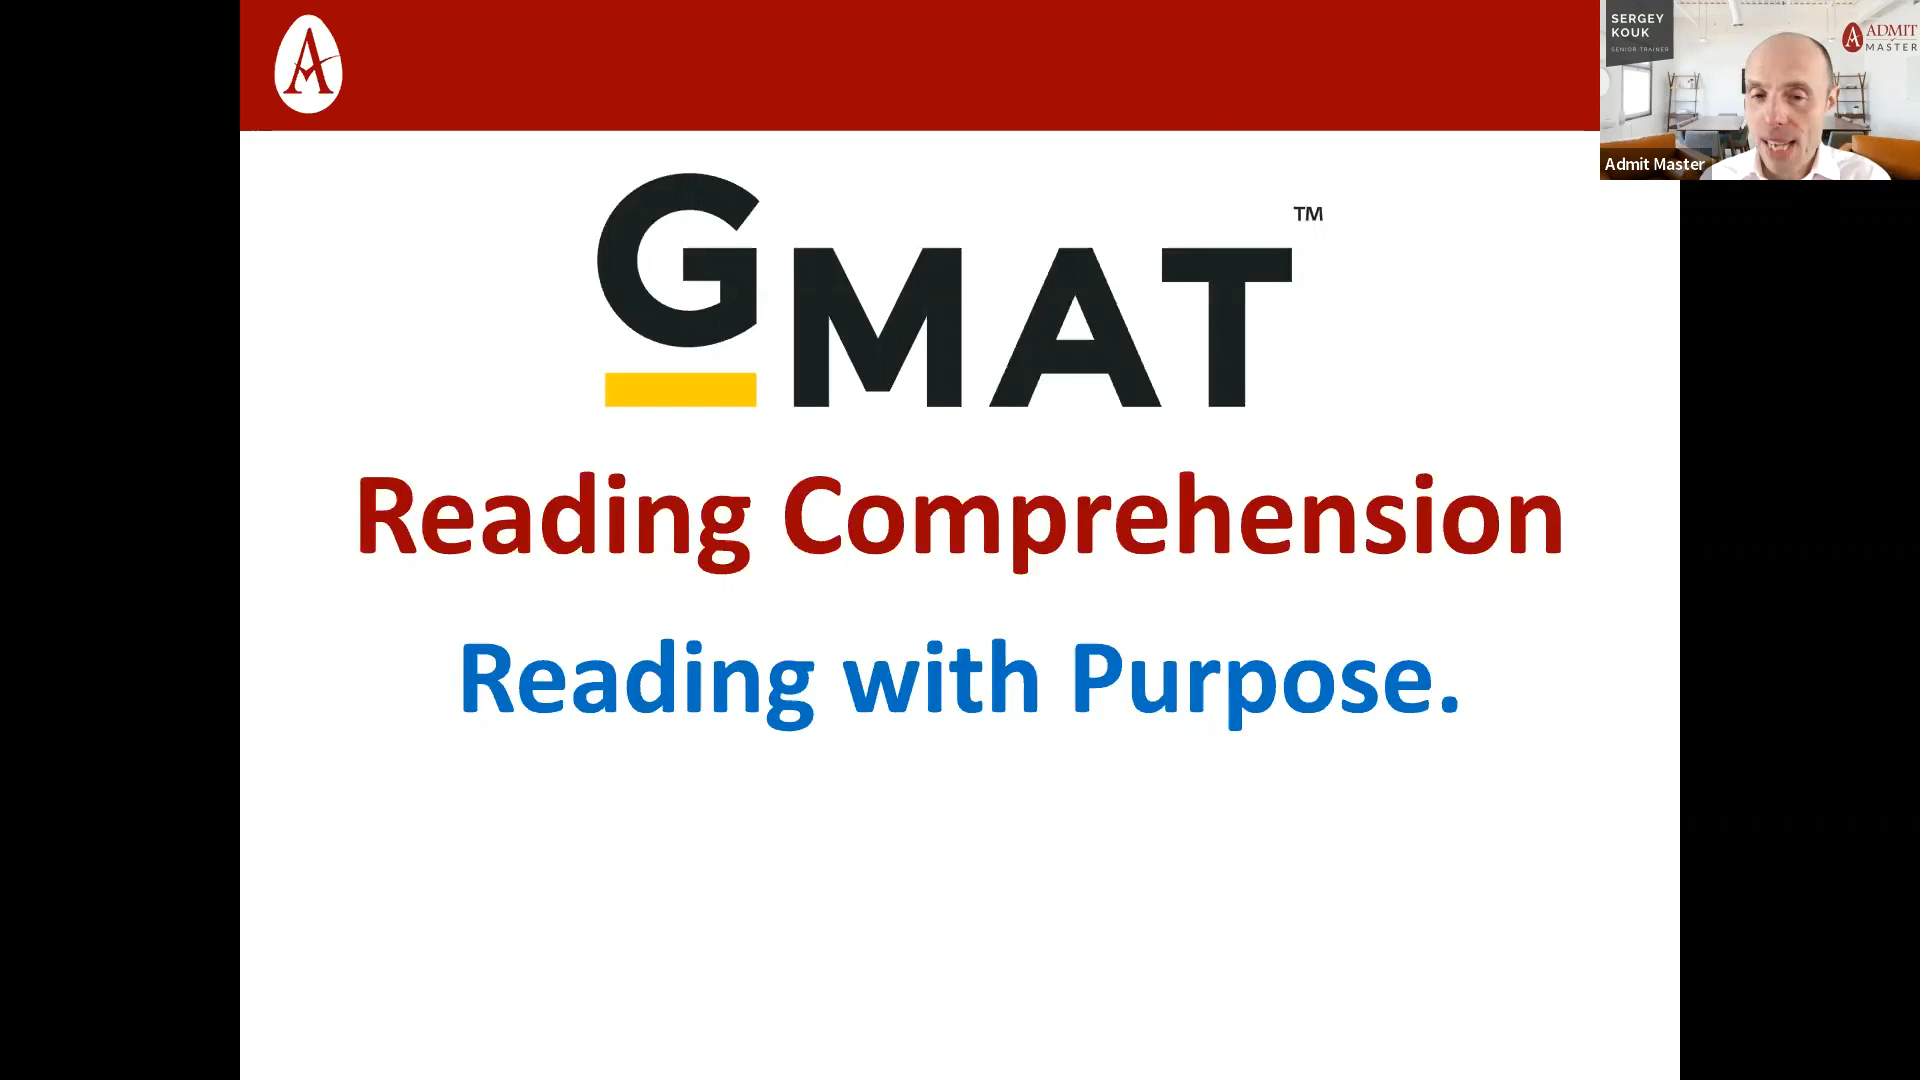 SERGEY
KOUK
SENIOR TRAINER
ADMIT
MASTER
Admit Master
GMAT™
Reading Comprehension
Reading with Purpose.